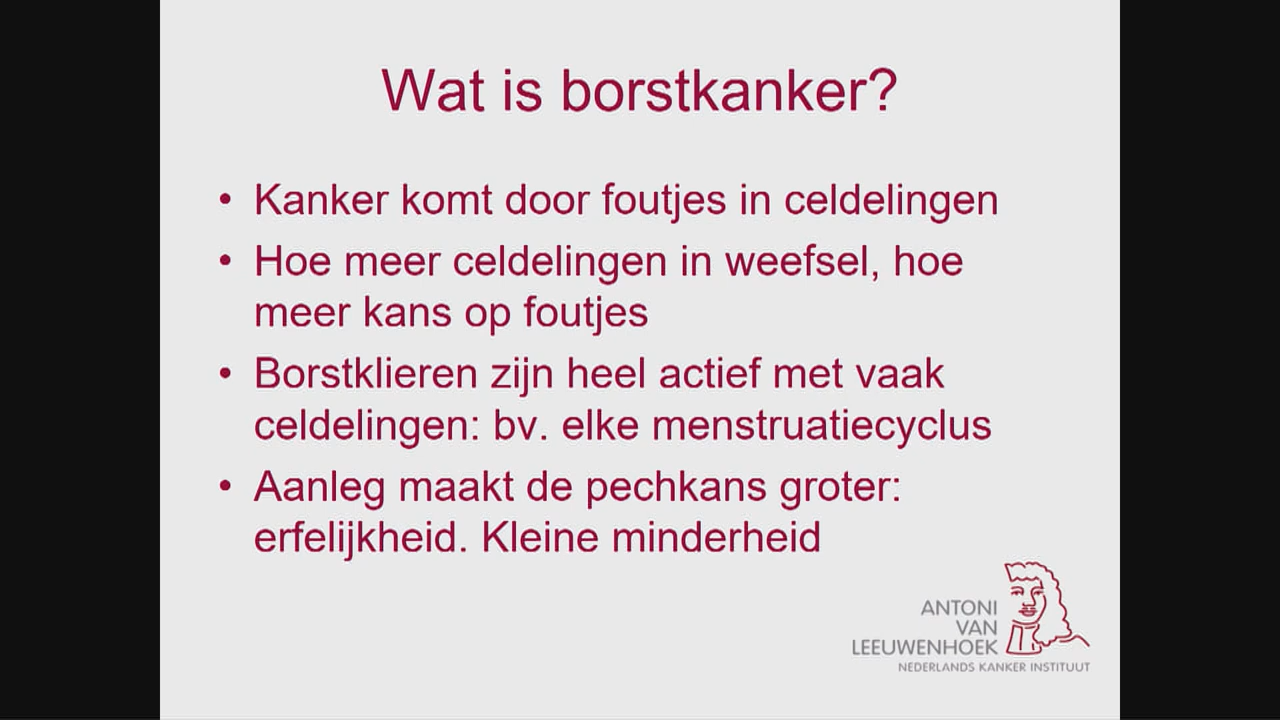 Wat is borstkanker?
• Kanker komt door foutjes in celdelingen
• Hoe meer celdelingen in weefsel, hoe
meer kans op foutjes
• Borstklieren zijn heel actief met vaak
celdelingen: bv. elke menstruatiecyclus
• Aanleg maakt de pechkans groter:
erfelijkheid. Kleine minderheid
ANTONI
VAN
LEEUWENHOEK
NEDERLANDS KANKER INSTITUUT